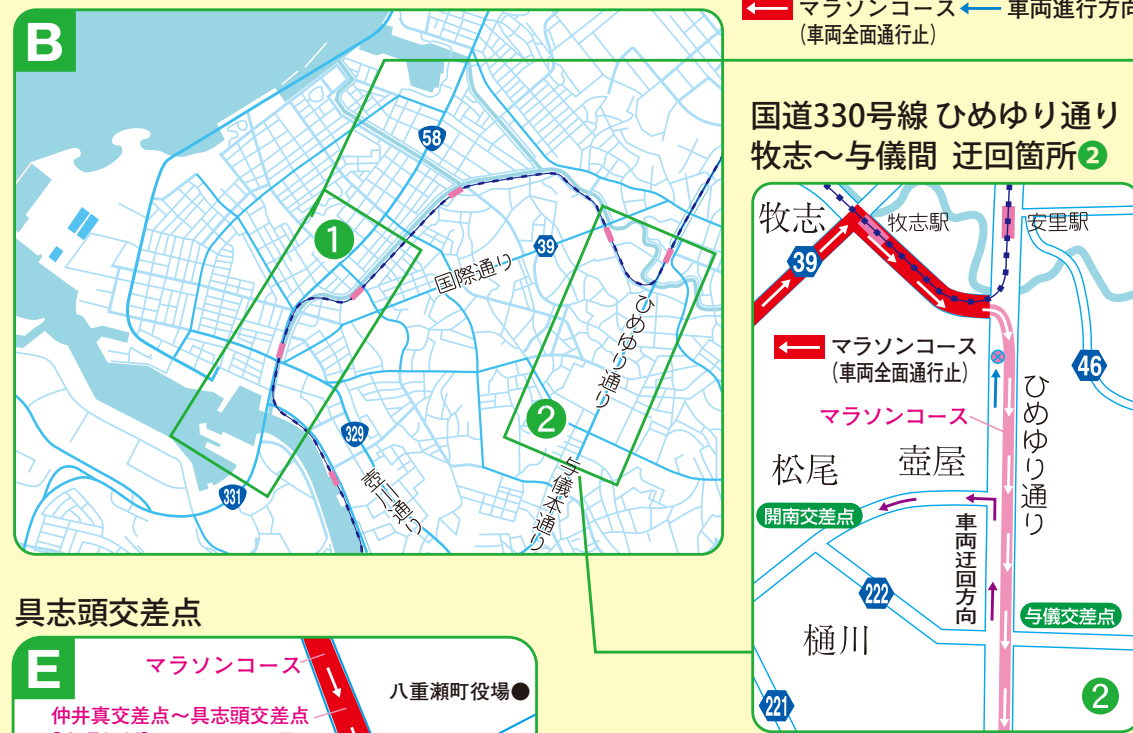 B
58
1
39
国際通り
ひめゆり通り
2
329
壺川通り
331
与儀本通り
マラソンコース
車両進行方向
(車両全面通行止)
国道330号線 ひめゆり通り
牧志～与儀間 迂回箇所❷
牧志
牧志駅
安里駅
39
マラソンコース
(車両全面通行止)
46
マラソンコース
ひめゆり通り
松尾
壺屋
開南交差点
車両迂回方向
222
与儀交差点
樋川
221
2
具志頭交差点
E
マラソンコース
八重瀬町役場●
仲井真交差点～具志頭交差点